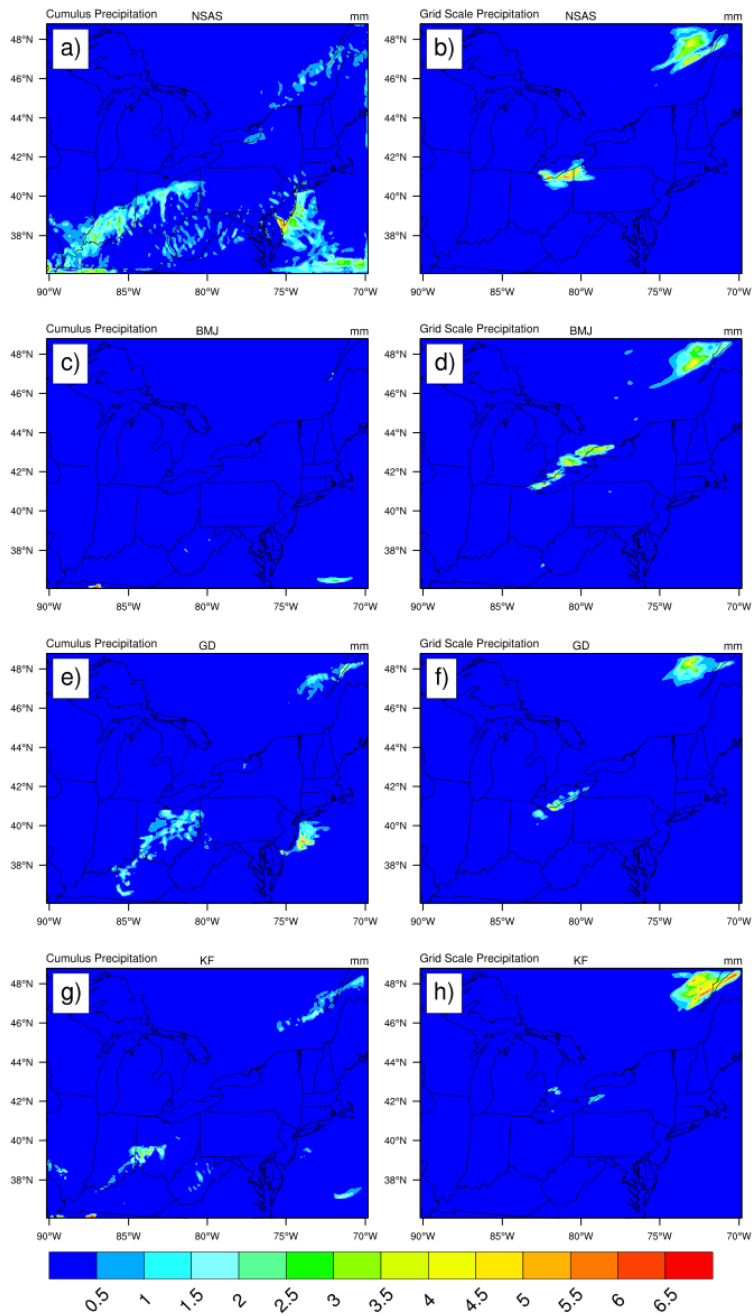 Cumulus Precipitation NSAS mm
a)
48°N
46°N
44°N
42°N
40°N
38°N
90°W 85°W 80°W 75°W 70°W
Grid Scale Precipitation NSAS mm
b)
48°N
46°N
44°N
42°N
40°N
38°N
90°W 85°W 80°W 75°W 70°W
Cumulus Precipitation BMJ mm
c)
48°N
46°N
44°N
42°N
40°N
38°N
90°W 85°W 80°W 75°W 70°W
Grid Scale Precipitation BMJ mm
d)
48°N
46°N
44°N
42°N
40°N
38°N
90°W 85°W 80°W 75°W 70°W
Cumulus Precipitation GD mm
e)
48°N
46°N
44°N
42°N
40°N
38°N
90°W 85°W 80°W 75°W 70°W
Grid Scale Precipitation GD mm
f)
48°N
46°N
44°N
42°N
40°N
38°N
90°W 85°W 80°W 75°W 70°W
Cumulus Precipitation KF mm
g)
48°N
46°N
44°N
42°N
40°N
38°N
90°W 85°W 80°W 75°W 70°W
Grid Scale Precipitation KF mm
h)
48°N
46°N
44°N
42°N
40°N
38°N
90°W 85°W 80°W 75°W 70°W
0.5 1 1.5 2 2.5 3 3.5 4 4.5 5 5.5 6 6.5